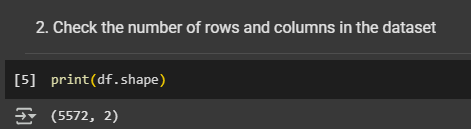 2. Check the number of rows and columns in the dataset
[5] print(df.shape)
(5572, 2)